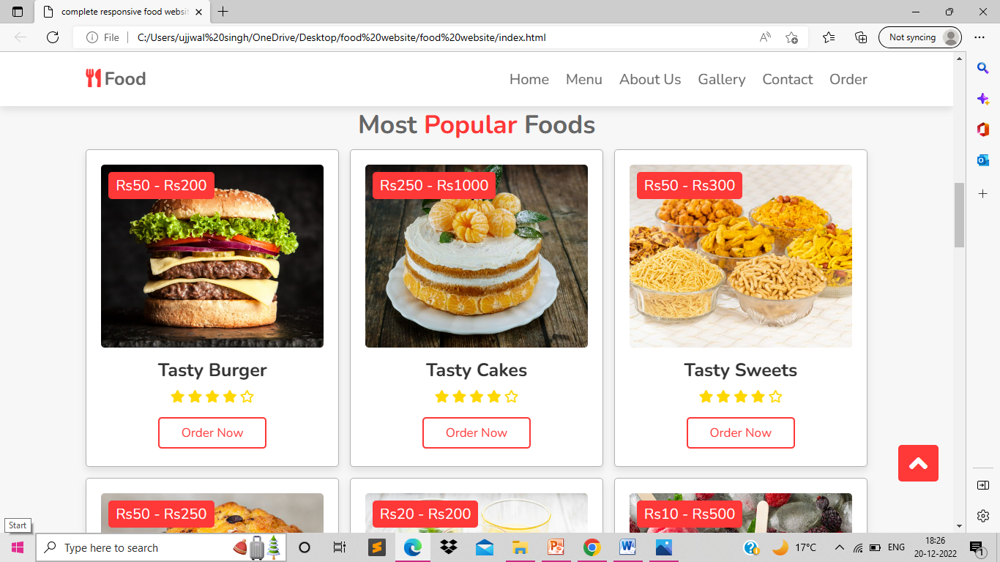 complete responsive food websi
File
C:/Users/ujjwal%20singh/OneDrive/Desktop/food%20website/food%20website/index.html
Not syncing
Food
Home Menu About Us Gallery Contact Order
Most Popular Foods
Rs50 - Rs200
Rs250 - Rs1000
Rs50 - Rs300
Tasty Burger
Tasty Cakes
Tasty Sweets
Order Now
Order Now
Order Now
Rs50 - Rs250
Rs20 - Rs200
Rs10 - Rs500
Start
Type here to search
17°C
ENG
18:26
20-12-2022
1